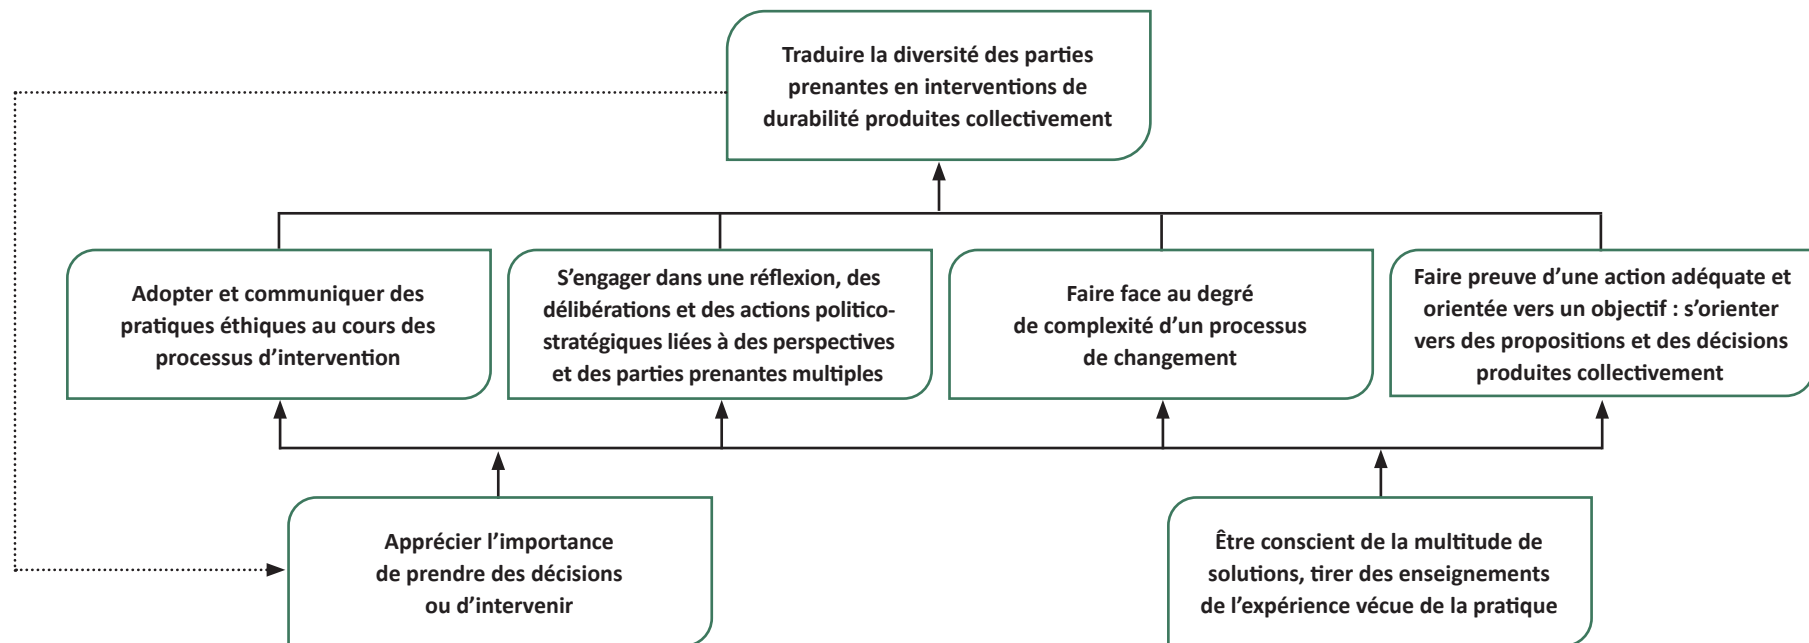 Traduire la diversité des parties
prenantes en interventions de
durabilité produites collectivement
Adopter et communiquer des
pratiques éthiques au cours des
processus d’intervention
S’engager dans une réflexion, des
délibérations et des actions politico-
stratégiques liées à des perspectives
et des parties prenantes multiples
Faire face au degré
de complexité d’un processus
de changement
Faire preuve d’une action adéquate et
orientée vers un objectif : s’orienter
vers des propositions et des décisions
produites collectivement
Apprécier l’importance
de prendre des décisions
ou d’intervenir
Être conscient de la multitude de
solutions, tirer des enseignements
de l’expérience vécue de la pratique